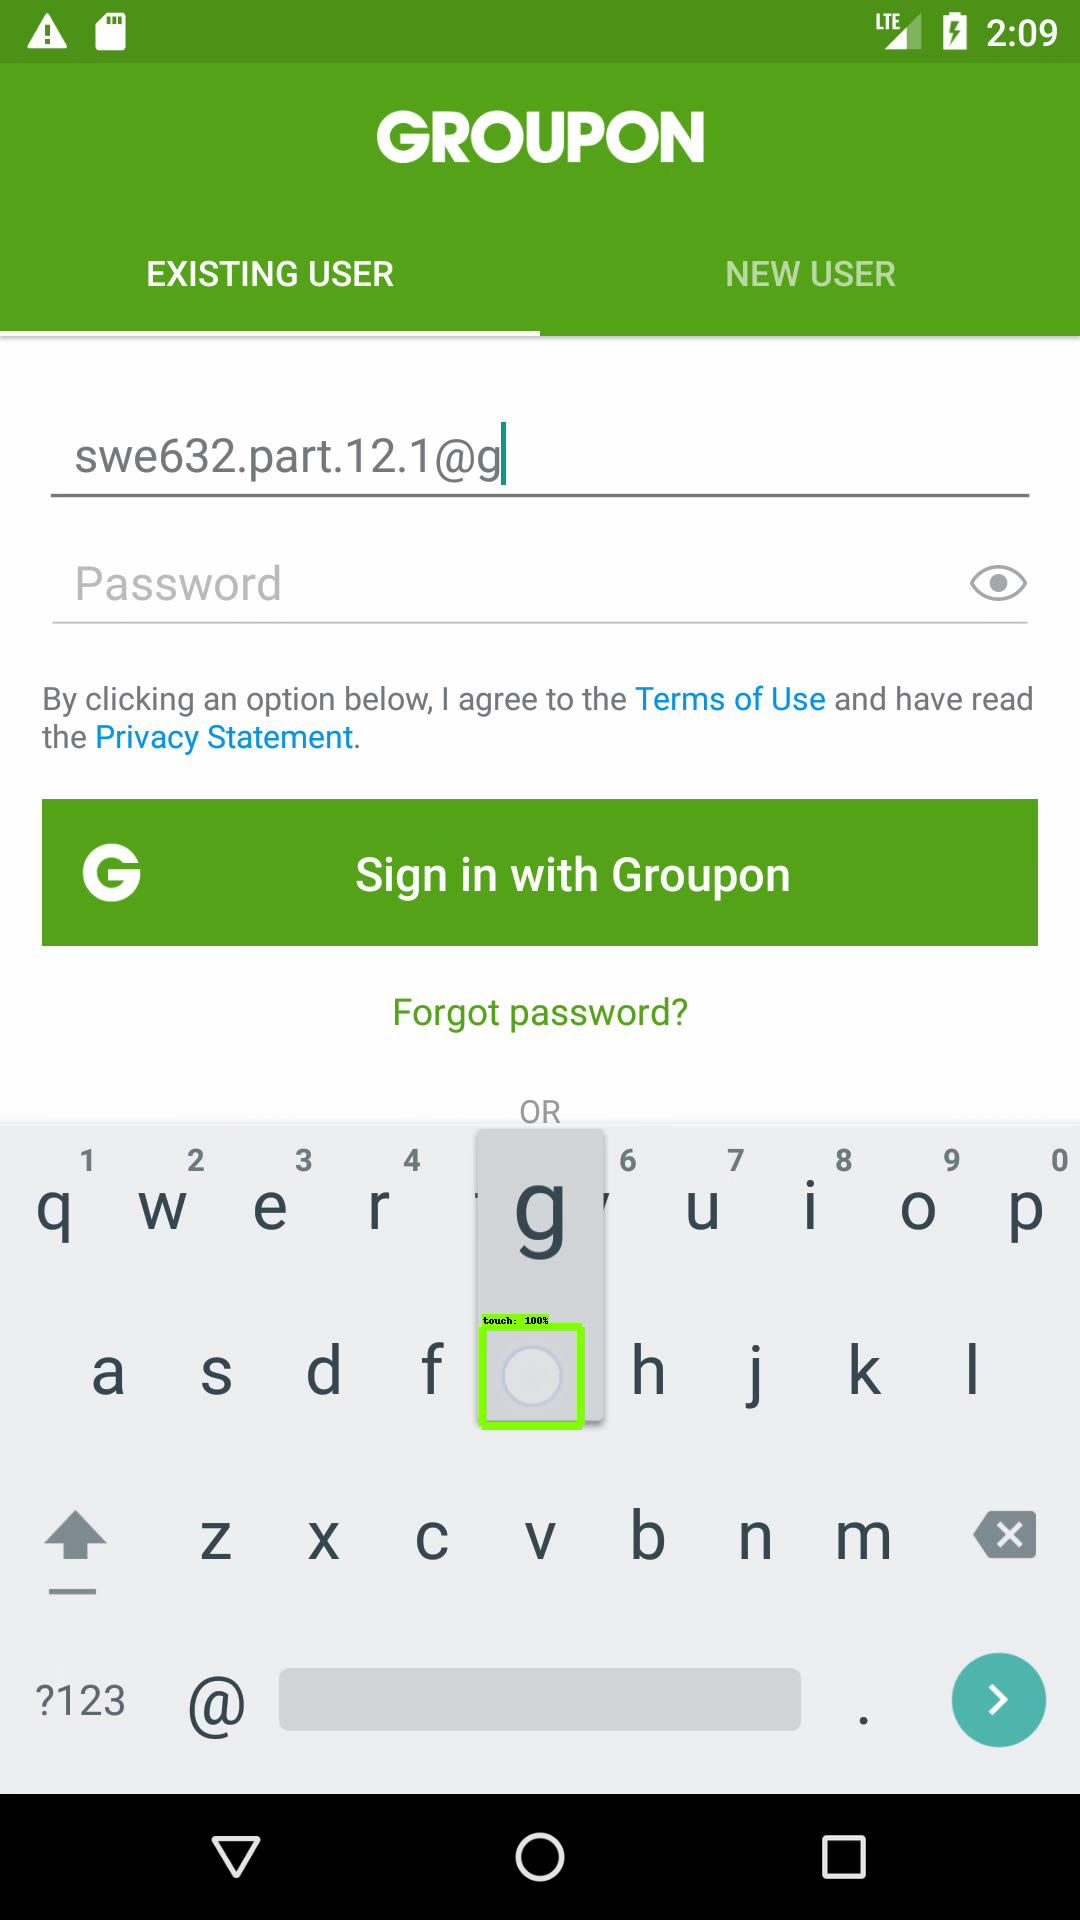 LTE 2:09
GROUPON
EXISTING USER NEW USER
swe632.part.12.1@g
Password
By clicking an option below, I agree to the Terms of Use and have read
the Privacy Statement.
G Sign in with Groupon
Forgot password?
OR
1 2 3 4 6 7 8 9 0
q w e r g u i o p
touch: 100%
a s d f h j k l
z x c v b n m
?123 @ .